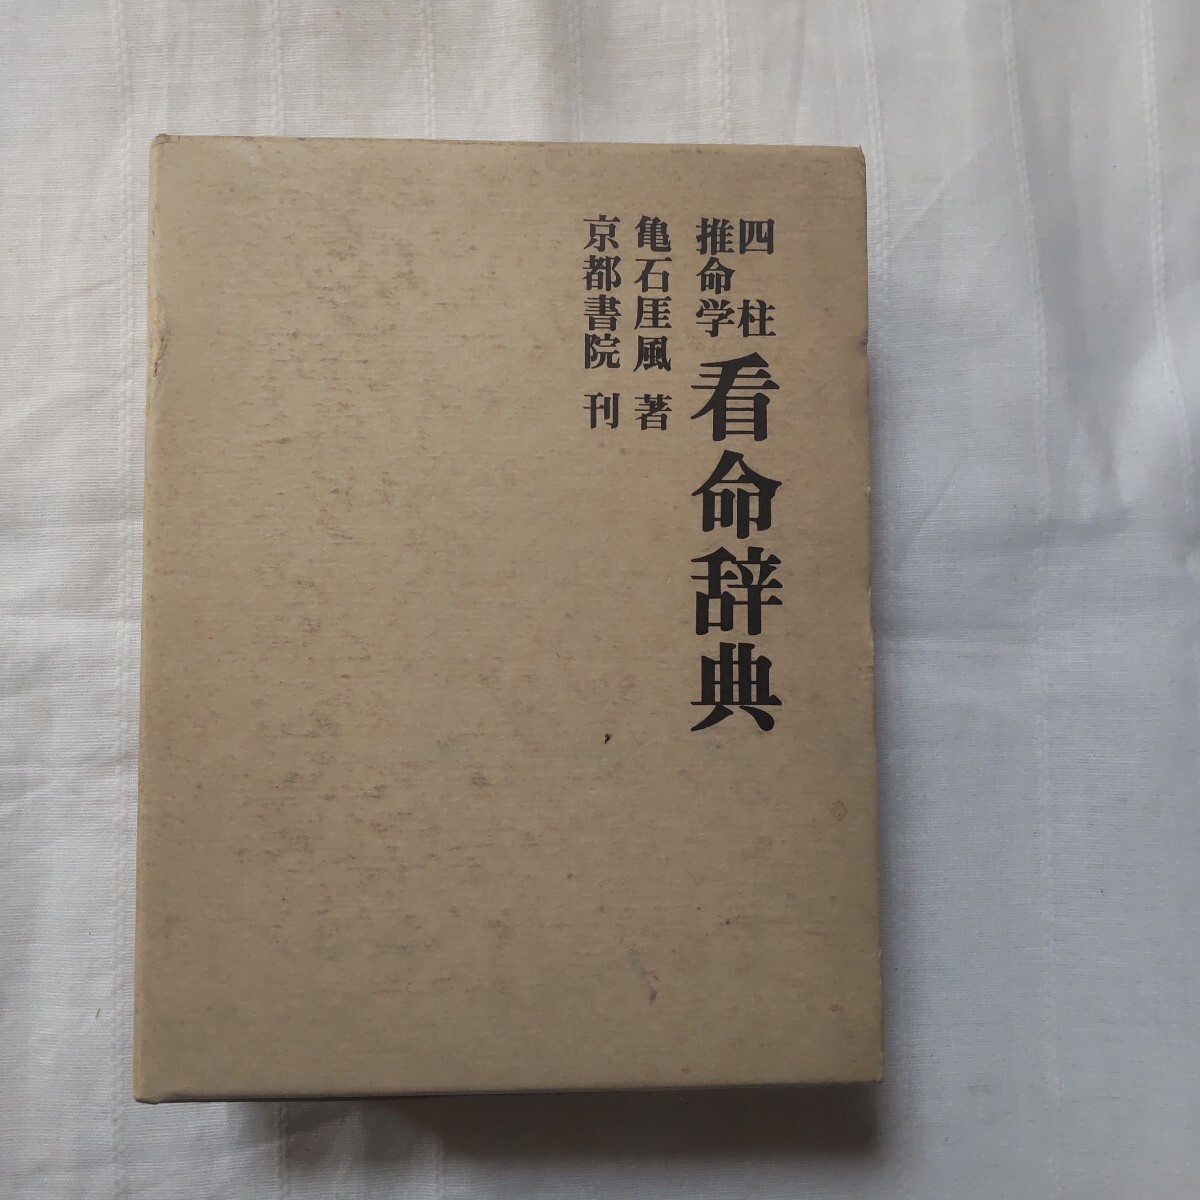 四柱
推命学
看命辞典
亀石厓風 著
京都書院 刊